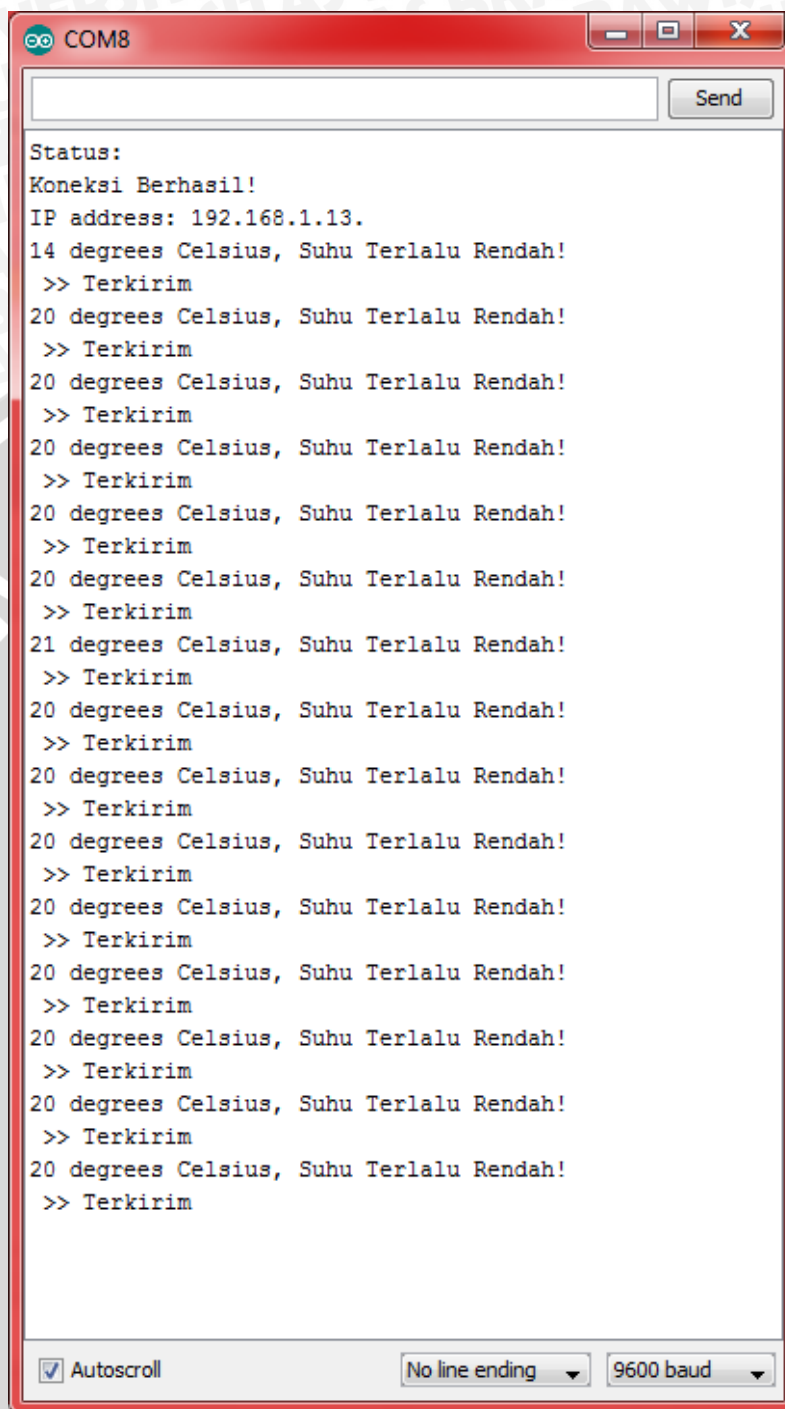 COM8
Send
Status:
Koneksi Berhasil!
IP address: 192.168.1.13.
14 degrees Celsius, Suhu Terlalu Rendah!
>> Terkirim
20 degrees Celsius, Suhu Terlalu Rendah!
>> Terkirim
20 degrees Celsius, Suhu Terlalu Rendah!
>> Terkirim
20 degrees Celsius, Suhu Terlalu Rendah!
>> Terkirim
20 degrees Celsius, Suhu Terlalu Rendah!
>> Terkirim
20 degrees Celsius, Suhu Terlalu Rendah!
>> Terkirim
21 degrees Celsius, Suhu Terlalu Rendah!
>> Terkirim
20 degrees Celsius, Suhu Terlalu Rendah!
>> Terkirim
20 degrees Celsius, Suhu Terlalu Rendah!
>> Terkirim
20 degrees Celsius, Suhu Terlalu Rendah!
>> Terkirim
20 degrees Celsius, Suhu Terlalu Rendah!
>> Terkirim
20 degrees Celsius, Suhu Terlalu Rendah!
>> Terkirim
20 degrees Celsius, Suhu Terlalu Rendah!
>> Terkirim
20 degrees Celsius, Suhu Terlalu Rendah!
>> Terkirim
20 degrees Celsius, Suhu Terlalu Rendah!
>> Terkirim
Autoscroll
No line ending
9600 baud